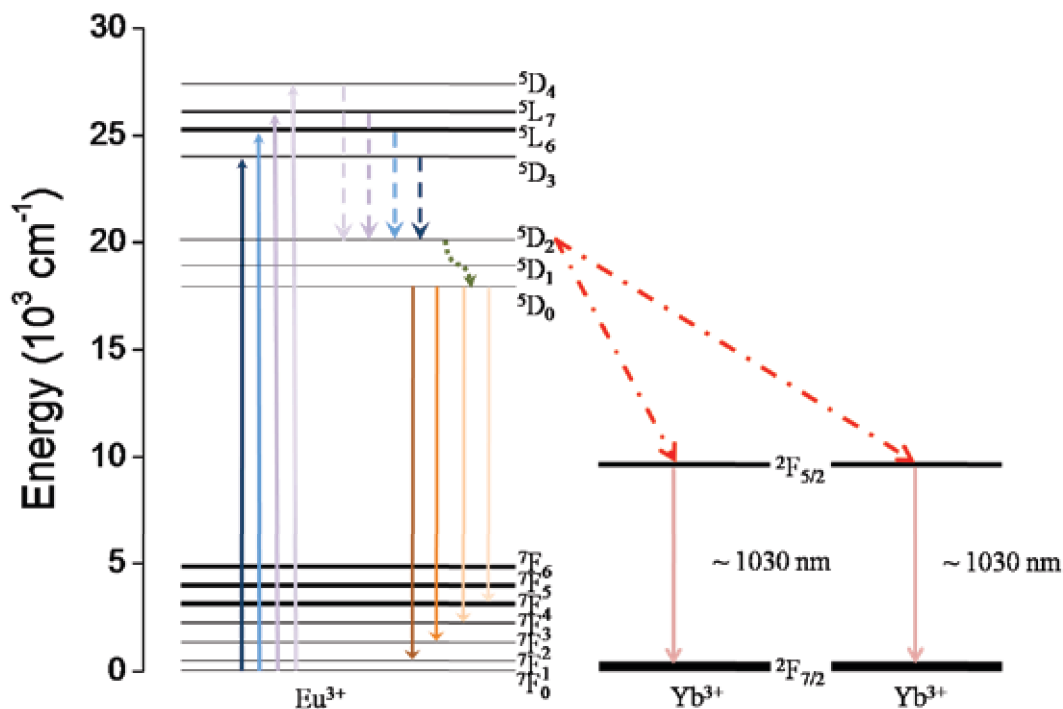 Energy (10³ cm⁻¹)
30
25
20
15
10
5
0
⁵D₄
⁵L₇
⁵L₆
⁵D₃
⁵D₂
⁵D₁
⁵D₀
⁷F₆
⁷F₅
⁷F₄
⁷F₃
⁷F₂
⁷F₁
⁷F₀
Eu³⁺
²F₅/₂
~ 1030 nm
~ 1030 nm
²F₇/₂
Yb³⁺
Yb³⁺